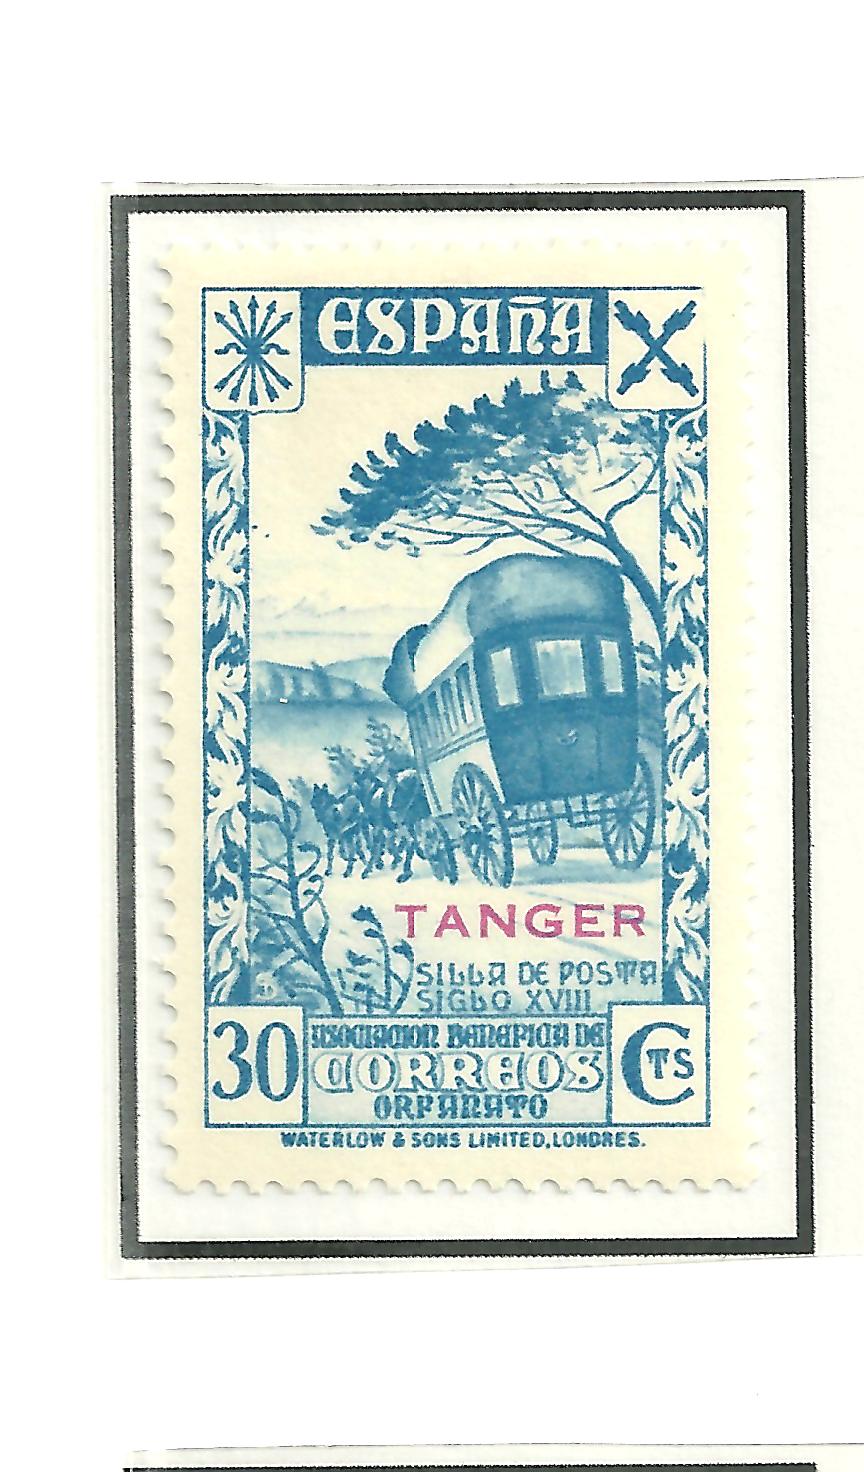 ESPAÑA
TANGER
SILLA DE POSTA
SIGLO XVIII
30
ASOCIACION BENEFICA DE
CORREOS
ORFANATO
CTS
WATERLOW & SONS LIMITED, LONDRES.